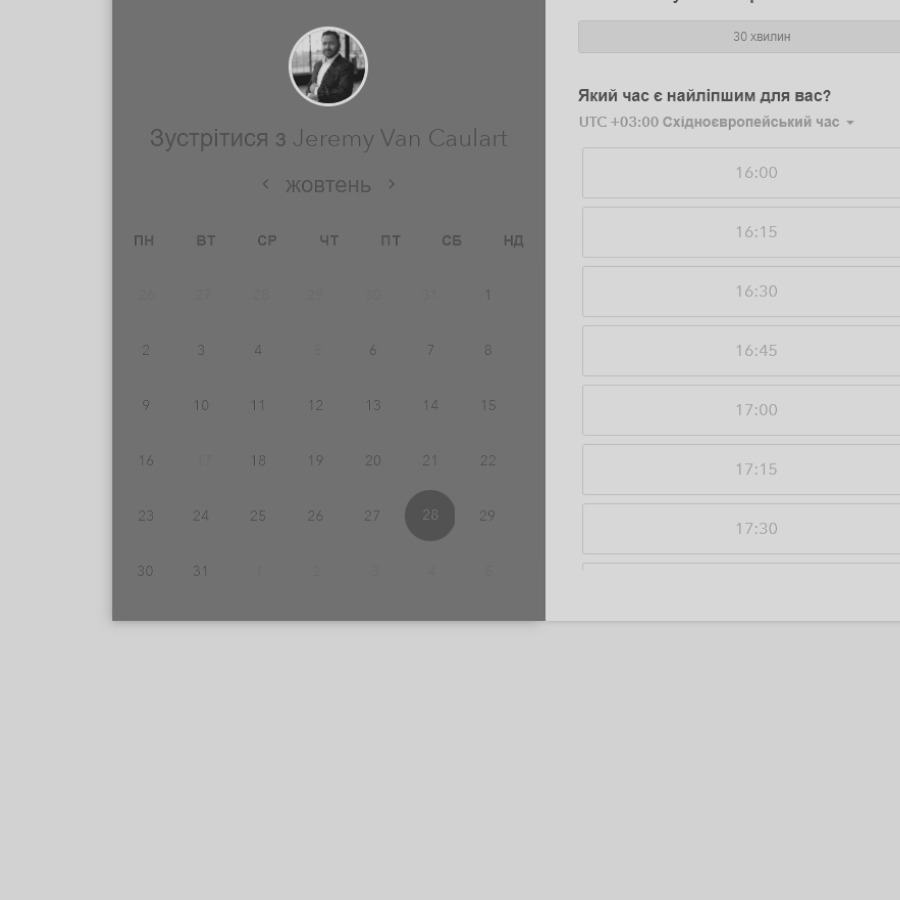 Зустрітися з Jeremy Van Caulart
жовтень
ПН ВТ СР ЧТ ПТ СБ НД
26 27 28 29 30 31 1
2 3 4 5 6 7 8
9 10 11 12 13 14 15
16 17 18 19 20 21 22
23 24 25 26 27 28 29
30 31 1 2 3 4 5
30 хвилин
Який час є найліпшим для вас?
UTC +03:00 Східноєвропейський час
16:00
16:15
16:30
16:45
17:00
17:15
17:30